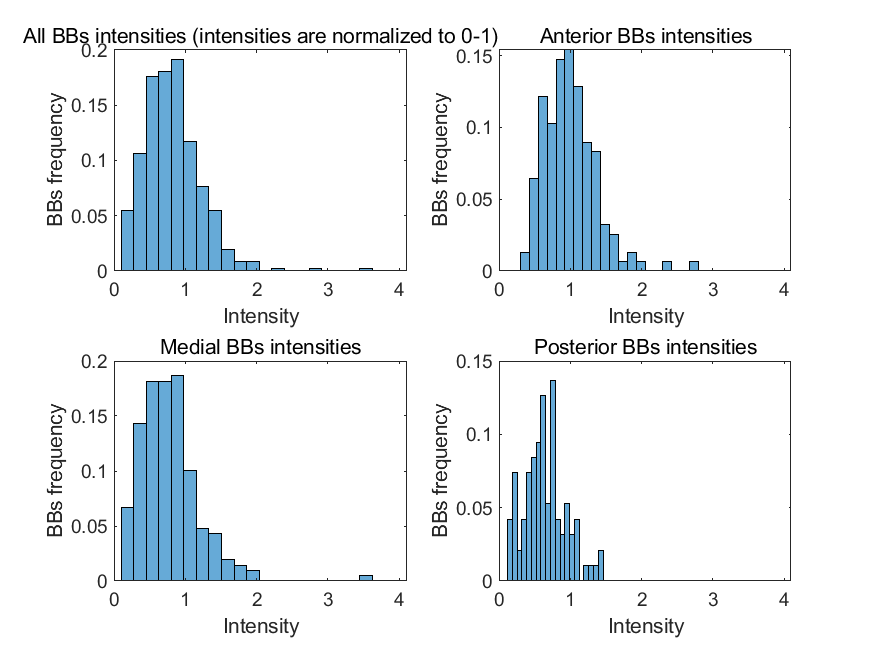 All BBs intensities (intensities are normalized to 0-1)
0.2
0.15
0.1
0.05
0
BBs frequency
0 1 2 3 4
Intensity
Anterior BBs intensities
0.15
0.1
0.05
0
BBs frequency
0 1 2 3 4
Intensity
Medial BBs intensities
0.2
0.15
0.1
0.05
0
BBs frequency
0 1 2 3 4
Intensity
Posterior BBs intensities
0.15
0.1
0.05
0
BBs frequency
0 1 2 3 4
Intensity